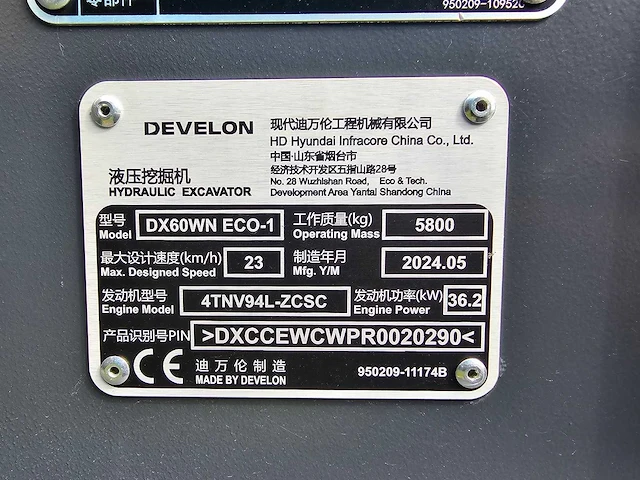 零部件
950209-10952C
DEVELON
现代迪万伦工程机械有限公司
HD Hyundai Infracore China Co., Ltd.
中国·山东省烟台市
经济技术开发区五指山路28号
No. 28 Wuzhishan Road, Eco & Tech.
Development Area Yantai Shandong China
液压挖掘机
HYDRAULIC EXCAVATOR
型号
Model
DX60WN ECO-1
工作质量(kg)
Operating Mass
5800
最大设计速度(km/h)
Max. Designed Speed
23
制造年月
Mfg. Y/M
2024.05
发动机型号
Engine Model
4TNV94L-ZCSC
发动机功率(kW)
Engine Power
36.2
产品识别号PIN
>DXCCEWCWPR0020290<
CE
迪万伦制造
MADE BY DEVELON
950209-11174B